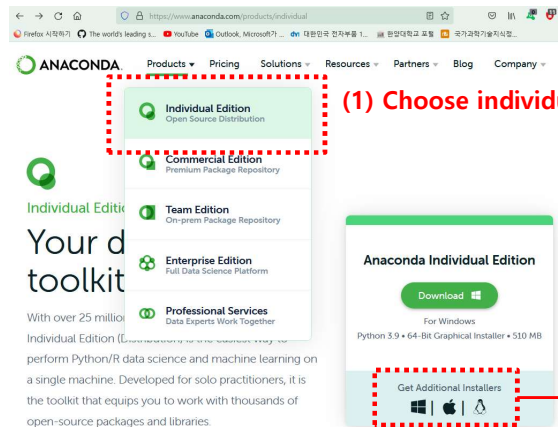 https://www.anaconda.com/products/individual
Firefox 시작하기 The world's leading s... YouTube Outlook, Microsoft가 ... dvn 대한민국 전자부품 1... 한양대학교 포털 국가과학기술지식정...
ANACONDA. Products Pricing Solutions Resources Partners Blog Company
Individual Edition
Open Source Distribution
(1) Choose individu
Commercial Edition
Premium Package Repository
Team Edition
On-prem Package Repository
Enterprise Edition
Full Data Science Platform
Professional Services
Data Experts Work Together
Individual Editio
Your d
toolkit
With over 25 million
Individual Edition (Distribution) is the easiest way to
perform Python/R data science and machine learning on
a single machine. Developed for solo practitioners, it is
the toolkit that equips you to work with thousands of
open-source packages and libraries.
Anaconda Individual Edition
Download
For Windows
Python 3.9 • 64-Bit Graphical Installer • 510 MB
Get Additional Installers